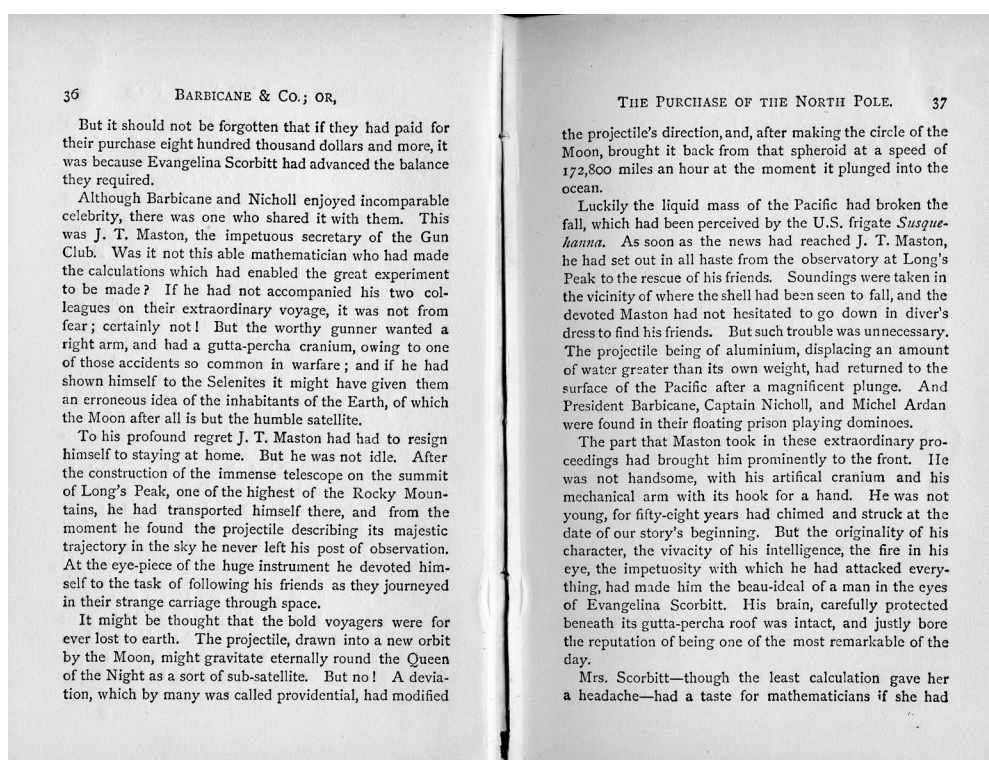 36 BARBICANE & CO.; OR,
But it should not be forgotten that if they had paid for
their purchase eight hundred thousand dollars and more, it
was because Evangelina Scorbitt had advanced the balance
they required.
Although Barbicane and Nicholl enjoyed incomparable
celebrity, there was one who shared it with them. This
was J. T. Maston, the impetuous secretary of the Gun
Club. Was it not this able mathematician who had made
the calculations which had enabled the great experiment
to be made? If he had not accompanied his two col-
leagues on their extraordinary voyage, it was not from
fear; certainly not! But the worthy gunner wanted a
right arm, and had a gutta-percha cranium, owing to one
of those accidents so common in warfare; and if he had
shown himself to the Selenites it might have given them
an erroneous idea of the inhabitants of the Earth, of which
the Moon after all is but the humble satellite.
To his profound regret J. T. Maston had had to resign
himself to staying at home. But he was not idle. After
the construction of the immense telescope on the summit
of Long's Peak, one of the highest of the Rocky Moun-
tains, he had transported himself there, and from the
moment he found the projectile describing its majestic
trajectory in the sky he never left his post of observation.
At the eye-piece of the huge instrument he devoted him-
self to the task of following his friends as they journeyed
in their strange carriage through space.
It might be thought that the bold voyagers were for
ever lost to earth. The projectile, drawn into a new orbit
by the Moon, might gravitate eternally round the Queen
of the Night as a sort of sub-satellite. But no! A devia-
tion, which by many was called providential, had modified
THE PURCHASE OF THE NORTH POLE. 37
the projectile's direction, and, after making the circle of the
Moon, brought it back from that spheroid at a speed of
172,800 miles an hour at the moment it plunged into the
ocean.
Luckily the liquid mass of the Pacific had broken the
fall, which had been perceived by the U.S. frigate Susque-
hanna. As soon as the news had reached J. T. Maston,
he had set out in all haste from the observatory at Long's
Peak to the rescue of his friends. Soundings were taken in
the vicinity of where the shell had been seen to fall, and the
devoted Maston had not hesitated to go down in diver's
dress to find his friends. But such trouble was unnecessary.
The projectile being of aluminium, displacing an amount
of water greater than its own weight, had returned to the
surface of the Pacific after a magnificent plunge. And
President Barbicane, Captain Nicholl, and Michel Ardan
were found in their floating prison playing dominoes.
The part that Maston took in these extraordinary pro-
ceedings had brought him prominently to the front. He
was not handsome, with his artifical cranium and his
mechanical arm with its hook for a hand. He was not
young, for fifty-eight years had chimed and struck at the
date of our story's beginning. But the originality of his
character, the vivacity of his intelligence, the fire in his
eye, the impetuosity with which he had attacked every-
thing, had made him the beau-ideal of a man in the eyes
of Evangelina Scorbitt. His brain, carefully protected
beneath its gutta-percha roof was intact, and justly bore
the reputation of being one of the most remarkable of the
day.
Mrs. Scorbitt—though the least calculation gave her
a headache—had a taste for mathematicians if she had